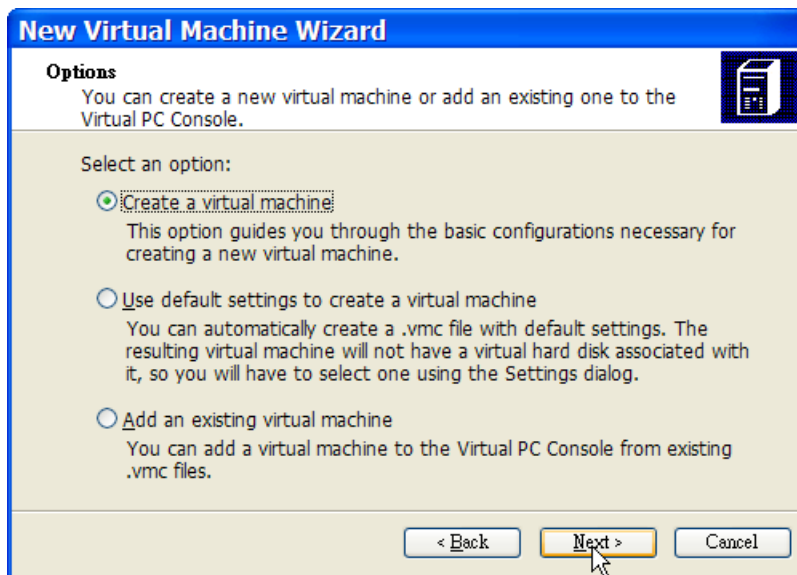 New Virtual Machine Wizard
Options
You can create a new virtual machine or add an existing one to the
Virtual PC Console.
Select an option:
Create a virtual machine
This option guides you through the basic configurations necessary for
creating a new virtual machine.
Use default settings to create a virtual machine
You can automatically create a .vmc file with default settings. The
resulting virtual machine will not have a virtual hard disk associated with
it, so you will have to select one using the Settings dialog.
Add an existing virtual machine
You can add a virtual machine to the Virtual PC Console from existing
.vmc files.
< Back Next > Cancel